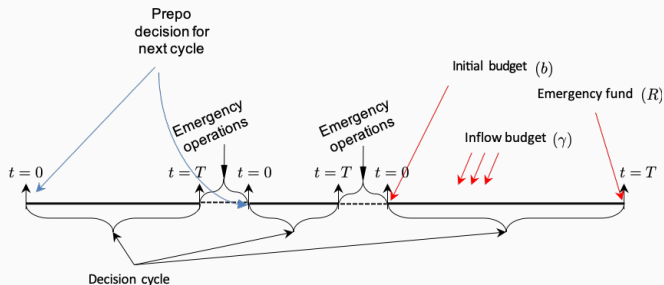 Prepo
decision for
next cycle
Emergency
operations
Emergency
operations
Initial budget (b)
Emergency fund (R)
Inflow budget (γ)
t = 0
t = T
t = 0
t = T
t = 0
t = T
Decision cycle